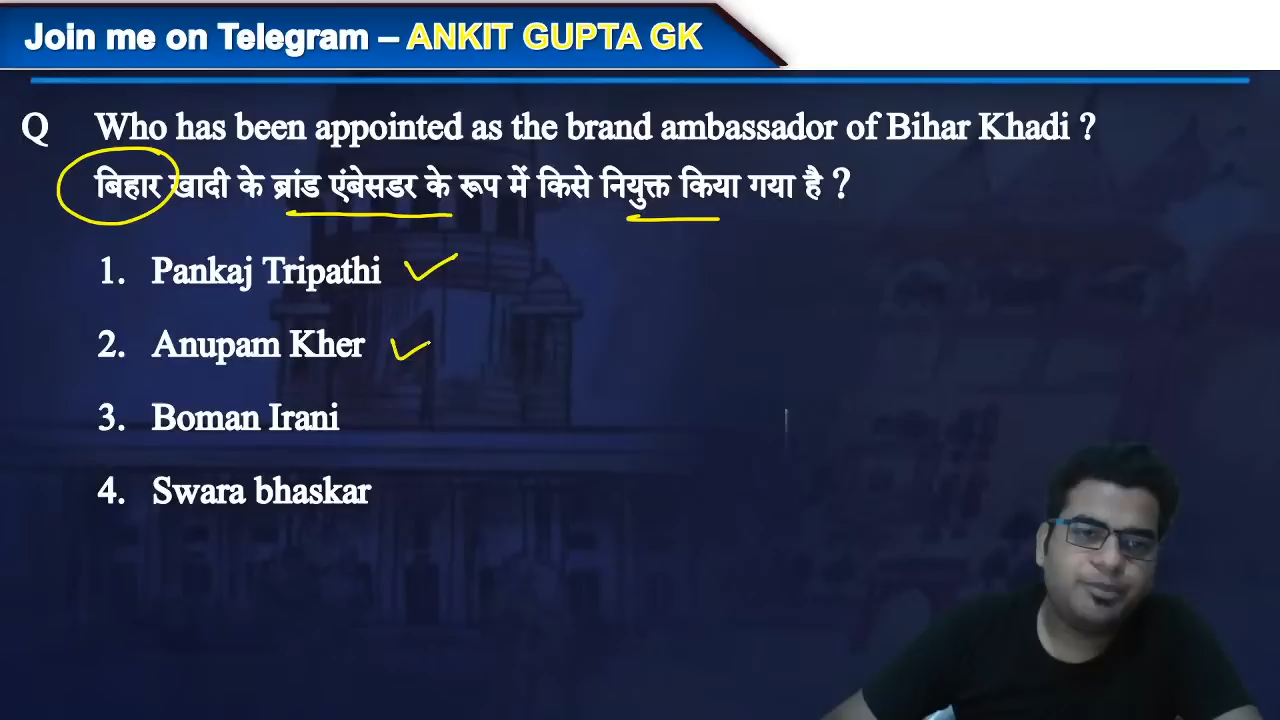 Join me on Telegram – ANKIT GUPTA GK
Q Who has been appointed as the brand ambassador of Bihar Khadi ?
बिहार खादी के ब्रांड एंबेसडर के रूप में किसे नियुक्त किया गया है ?
1. Pankaj Tripathi
2. Anupam Kher
3. Boman Irani
4. Swara bhaskar